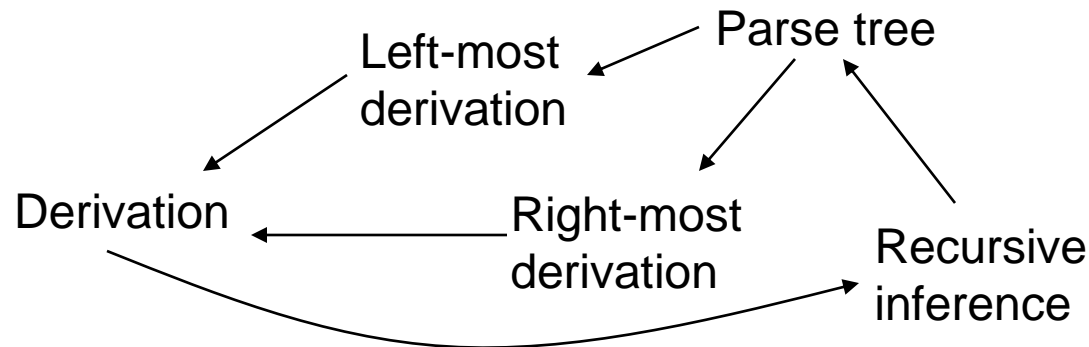 Parse tree
Left-most
derivation
Derivation
Right-most
derivation
Recursive
inference